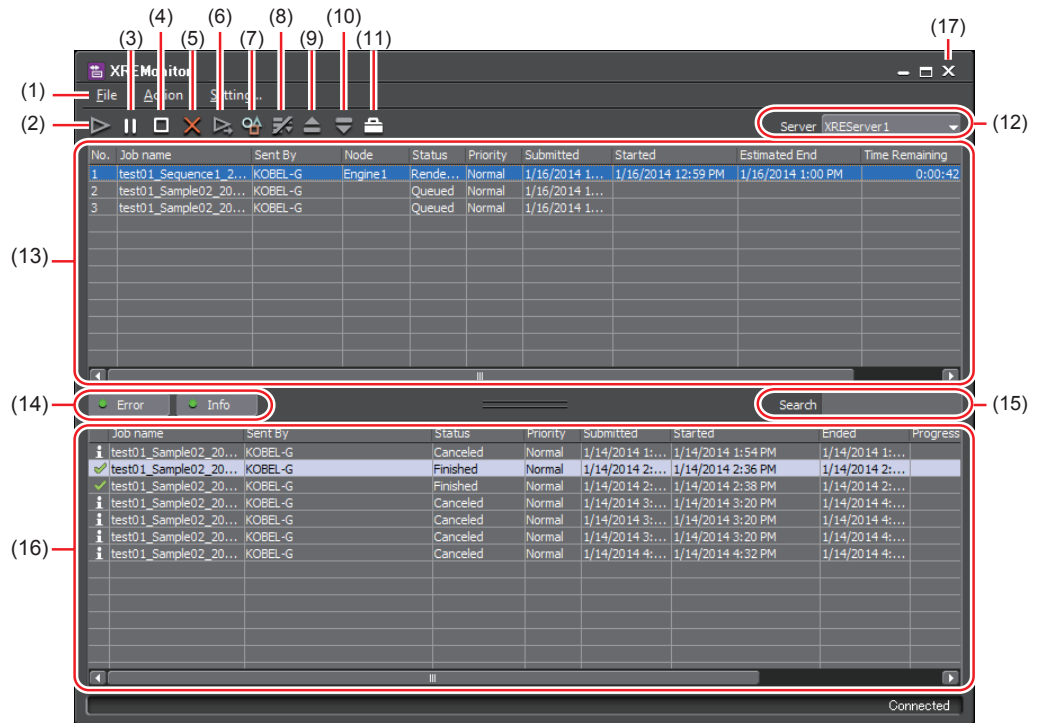 (4) (6) (8) (10) (17)
(3) (5) (7) (9) (11)
XREMonitor
(1) File Action Setting...
(2) Server XREServer1 (12)
No. Job name Sent By Node Status Priority Submitted Started Estimated End Time Remaining
1 test01_Sequence1_2... KOBEL-G Engine1 Rende... Normal 1/16/2014 1... 1/16/2014 12:59 PM 1/16/2014 1:00 PM 0:00:42
2 test01_Sample02_20... KOBEL-G Queued Normal 1/16/2014 1...
3 test01_Sample02_20... KOBEL-G Queued Normal 1/16/2014 1...
(13)
(14) Error Info Search (15)
Job name Sent By Status Priority Submitted Started Ended Progress
test01_Sample02_20... KOBEL-G Canceled Normal 1/14/2014 1:... 1/14/2014 1:54 PM 1/14/2014 1:...
test01_Sample02_20... KOBEL-G Finished Normal 1/14/2014 2:... 1/14/2014 2:36 PM 1/14/2014 2:...
test01_Sample02_20... KOBEL-G Finished Normal 1/14/2014 2:... 1/14/2014 2:38 PM 1/14/2014 2:...
test01_Sample02_20... KOBEL-G Canceled Normal 1/14/2014 3:... 1/14/2014 3:20 PM 1/14/2014 4:...
test01_Sample02_20... KOBEL-G Canceled Normal 1/14/2014 3:... 1/14/2014 3:20 PM 1/14/2014 4:...
test01_Sample02_20... KOBEL-G Canceled Normal 1/14/2014 3:... 1/14/2014 3:20 PM 1/14/2014 4:...
test01_Sample02_20... KOBEL-G Canceled Normal 1/14/2014 4:... 1/14/2014 4:32 PM 1/14/2014 4:...
(16)
Connected